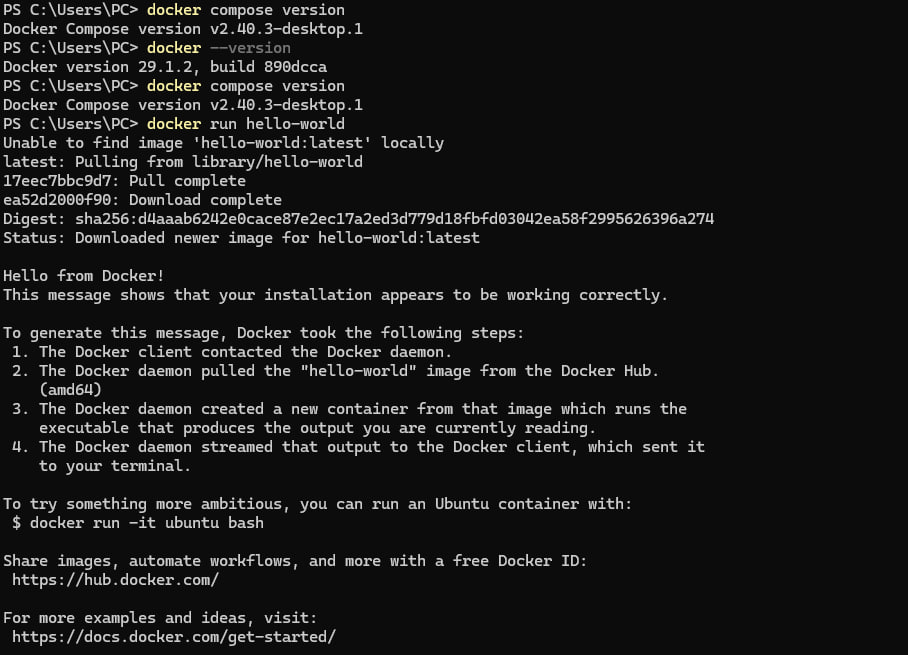 PS C:\Users\PC> docker compose version
Docker Compose version v2.40.3-desktop.1
PS C:\Users\PC> docker --version
Docker version 29.1.2, build 890dcca
PS C:\Users\PC> docker compose version
Docker Compose version v2.40.3-desktop.1
PS C:\Users\PC> docker run hello-world
Unable to find image 'hello-world:latest' locally
latest: Pulling from library/hello-world
17eec7bbc9d7: Pull complete
ea52d2000f90: Download complete
Digest: sha256:d4aaab6242e0cace87e2ec17a2ed3d779d18fbfd03042ea58f2995626396a274
Status: Downloaded newer image for hello-world:latest

Hello from Docker!
This message shows that your installation appears to be working correctly.

To generate this message, Docker took the following steps:
 1. The Docker client contacted the Docker daemon.
 2. The Docker daemon pulled the "hello-world" image from the Docker Hub.
    (amd64)
 3. The Docker daemon created a new container from that image which runs the
    executable that produces the output you are currently reading.
 4. The Docker daemon streamed that output to the Docker client, which sent it
    to your terminal.

To try something more ambitious, you can run an Ubuntu container with:
 $ docker run -it ubuntu bash

Share images, automate workflows, and more with a free Docker ID:
 https://hub.docker.com/

For more examples and ideas, visit:
 https://docs.docker.com/get-started/